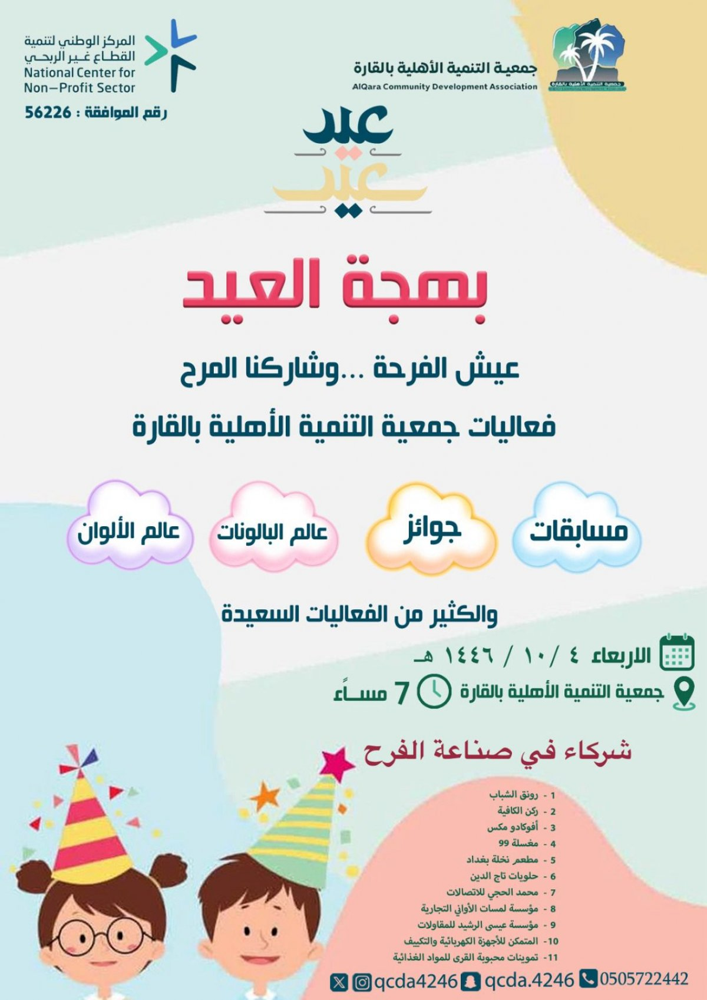 المركز الوطني لتنمية
القطاع غير الربحي
National Center for
Non-Profit Sector
رقم الموافقة : 56226
جمعية التنمية الأهلية بالقارة
AlQara Community Development Association
جمعية التنمية الأهلية بالقارة
عيد
عيد
بهجة العيد
عيش الفرحة ...وشاركنا المرح
فعاليات جمعية التنمية الأهلية بالقارة
مسابقات
جوائز
عالم البالونات
عالم الألوان
والكثير من الفعاليات السعيدة
الاربعاء ٤ /١٠ / ١٤٤٦ هـ
جمعية التنمية الأهلية بالقارة 7 مساءً
شركاء في صناعة الفرح
1 - رونق الشباب
2 - ركن الكافية
3 - أفوكادو مكس
4 - مغسلة 99
5 - مطعم نخلة بغداد
6 - حلويات تاج الدين
7 - محمد الحجي للاتصالات
8 - مؤسسة لمسات الأواني التجارية
9 - مؤسسة عيسى الرشيد للمقاولات
10- المتمكن للأجهزة الكهربائية والتكييف
11- تموينات محبوبة القرى للمواد الغذائية
qcda4246 qcda.4246 0505722442